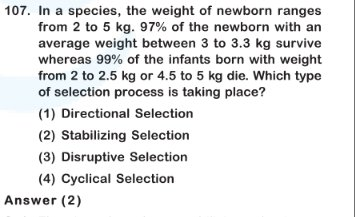 107. In a species, the weight of newborn ranges
from 2 to 5 kg. 97% of the newborn with an
average weight between 3 to 3.3 kg survive
whereas 99% of the infants born with weight
from 2 to 2.5 kg or 4.5 to 5 kg die. Which type
of selection process is taking place?
(1) Directional Selection
(2) Stabilizing Selection
(3) Disruptive Selection
(4) Cyclical Selection
Answer (2)